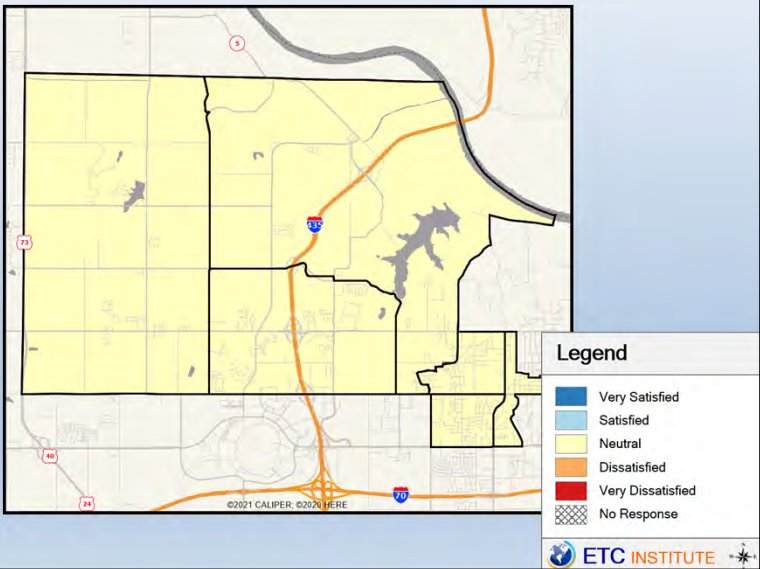 5
435
73
Legend
Very Satisfied
Satisfied
Neutral
Dissatisfied
Very Dissatisfied
No Response
40
24
70
©2021 CALIPER; ©2020 HERE
ETC INSTITUTE